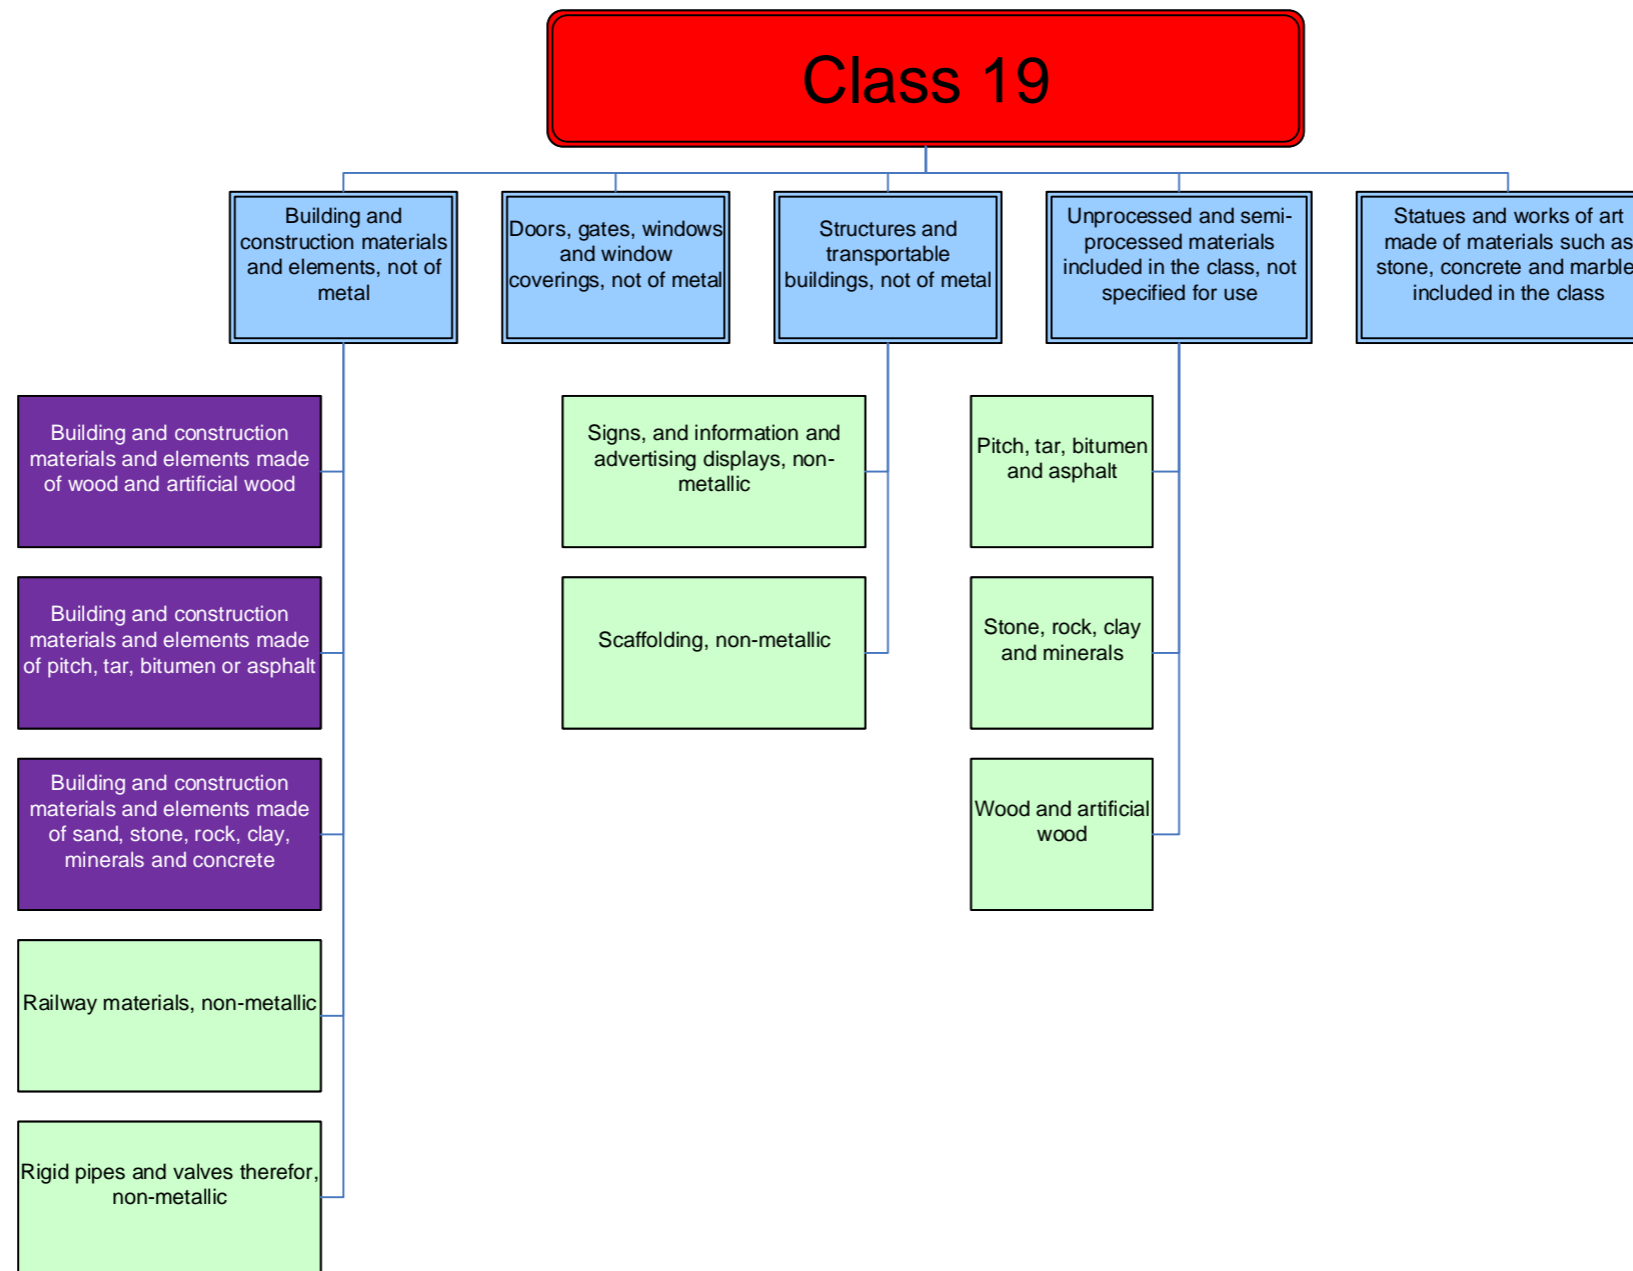 Class 19
Building and
construction materials
and elements, not of
metal
Doors, gates, windows
and window
coverings, not of metal
Structures and
transportable
buildings, not of metal
Unprocessed and semi-
processed materials
included in the class, not
specified for use
Statues and works of art
made of materials such as
stone, concrete and marble
included in the class
Building and construction
materials and elements made
of wood and artificial wood
Building and construction
materials and elements made
of pitch, tar, bitumen or asphalt
Building and construction
materials and elements made
of sand, stone, rock, clay,
minerals and concrete
Railway materials, non-metallic
Rigid pipes and valves therefor,
non-metallic
Signs, and information and
advertising displays, non-
metallic
Scaffolding, non-metallic
Pitch, tar, bitumen
and asphalt
Stone, rock, clay
and minerals
Wood and artificial
wood